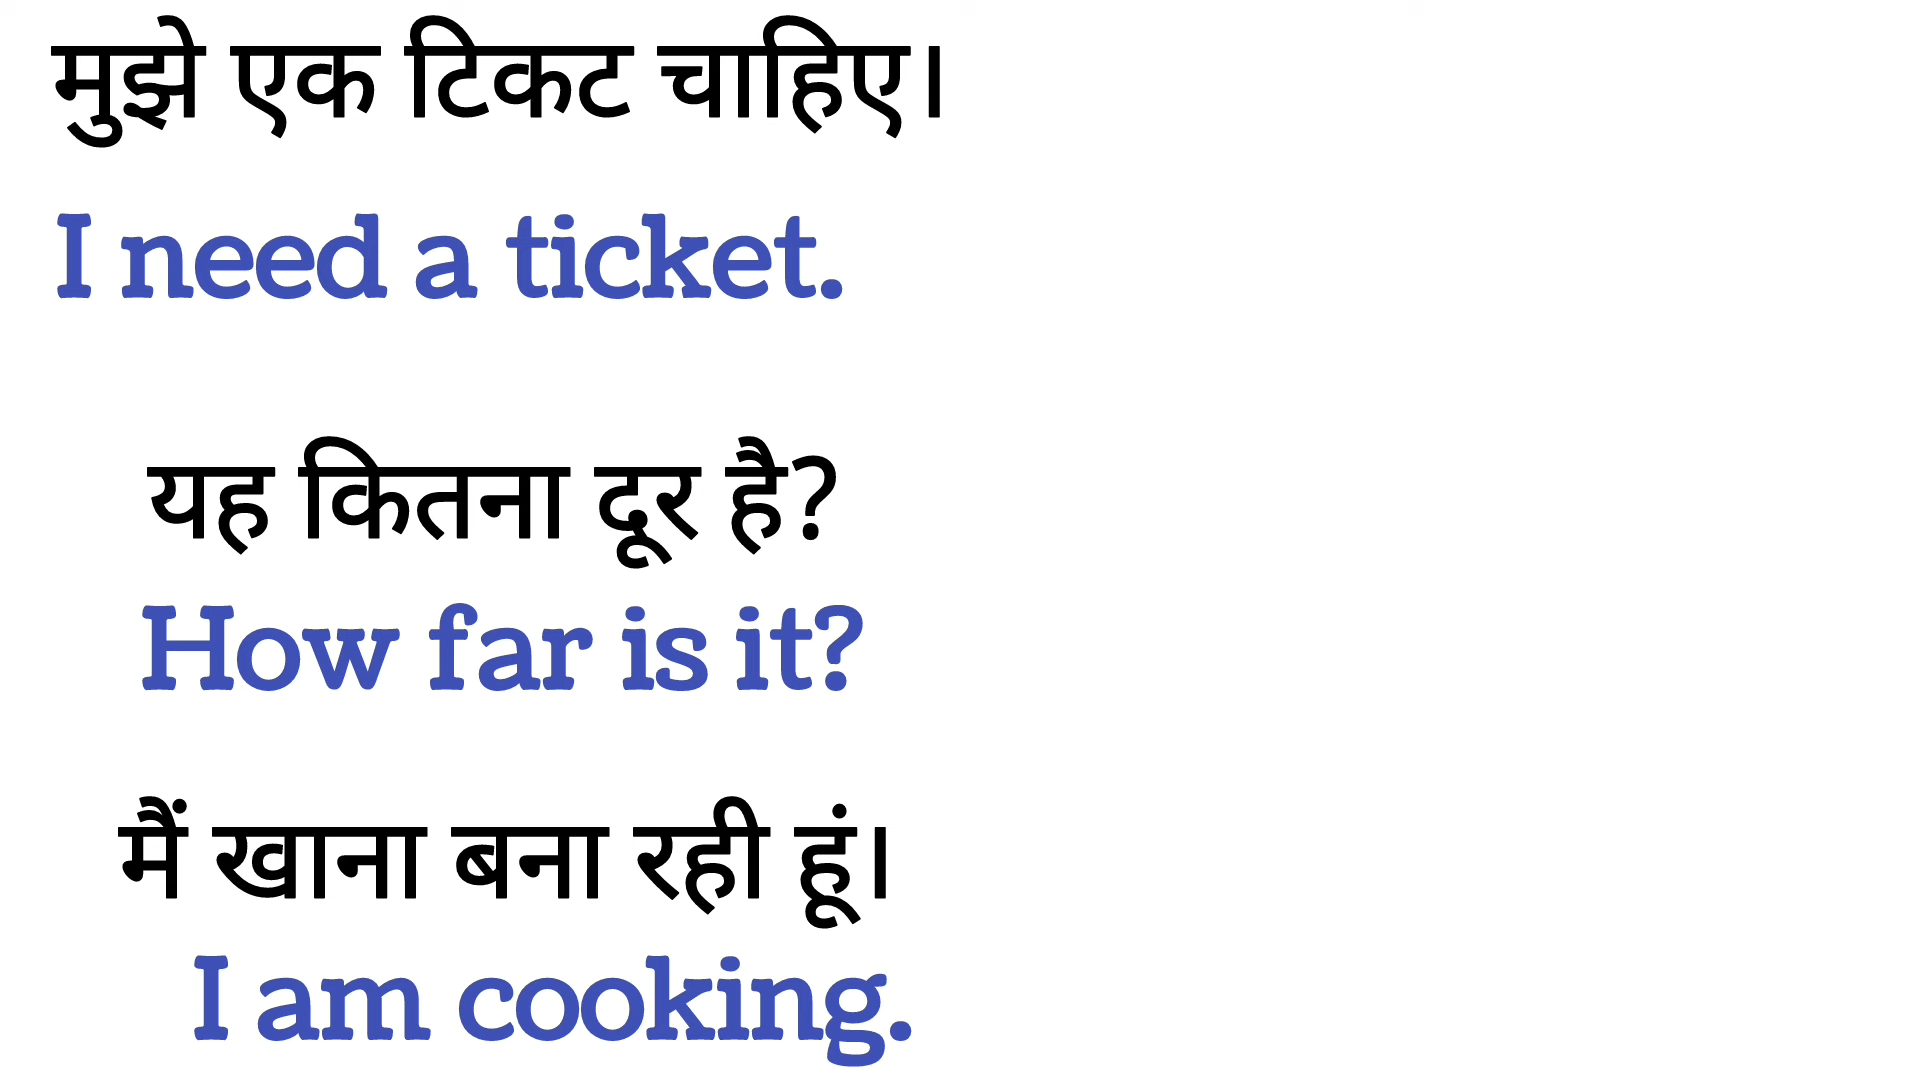 मुझे एक टिकट चाहिए।
I need a ticket.
यह कितना दूर है?
How far is it?
मैं खाना बना रही हूं।
I am cooking.